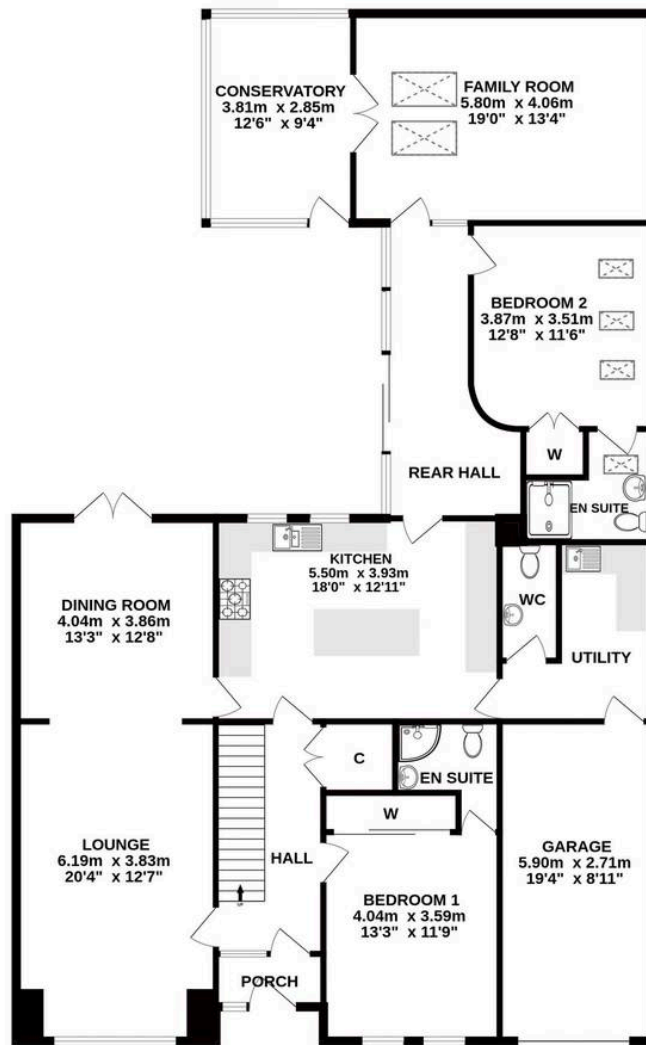 CONSERVATORY
3.81m x 2.85m
12'6" x 9'4"
FAMILY ROOM
5.80m x 4.06m
19'0" x 13'4"
BEDROOM 2
3.87m x 3.51m
12'8" x 11'6"
W
REAR HALL
EN SUITE
KITCHEN
5.50m x 3.93m
18'0" x 12'11"
DINING ROOM
4.04m x 3.86m
13'3" x 12'8"
WC
UTILITY
C
EN SUITE
W
LOUNGE
6.19m x 3.83m
20'4" x 12'7"
HALL
GARAGE
5.90m x 2.71m
19'4" x 8'11"
BEDROOM 1
4.04m x 3.59m
13'3" x 11'9"
UP
PORCH